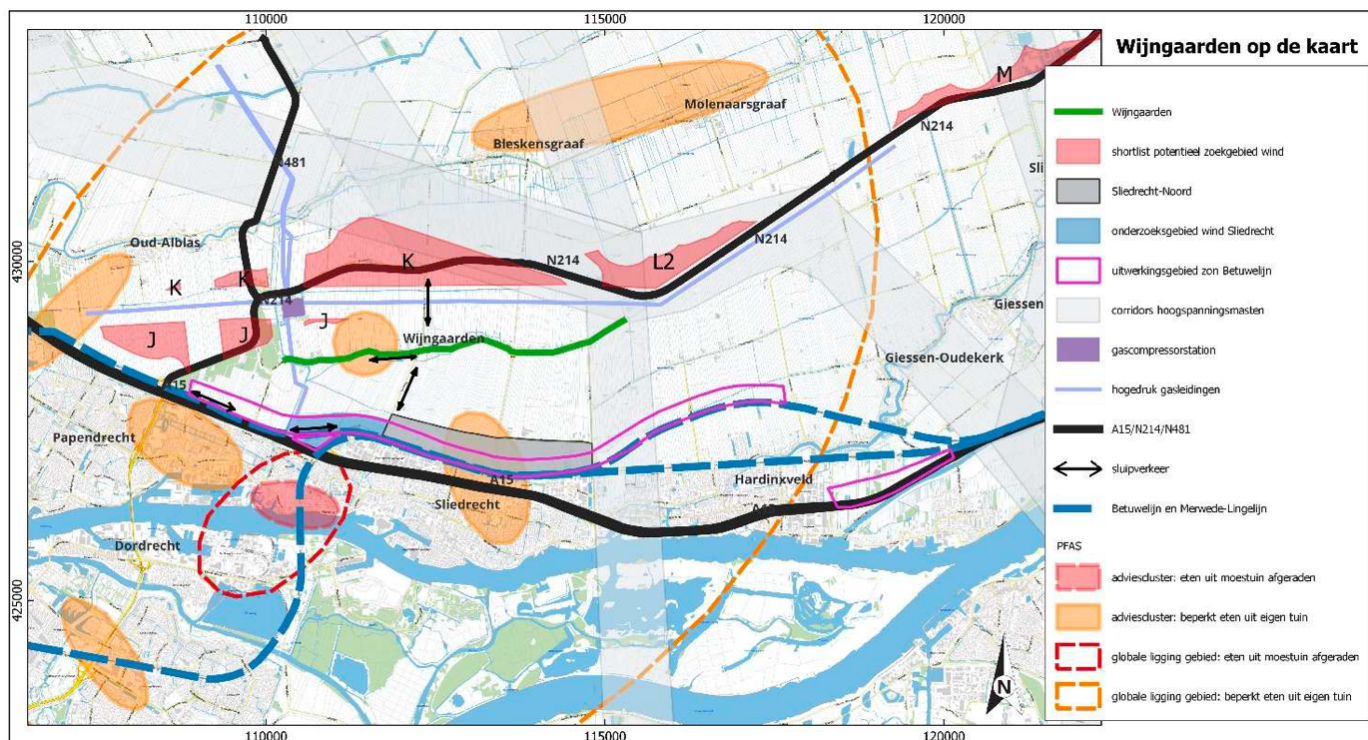 110000
115000
120000
Wijngaarden op de kaart
M
Molenaarsgraaf
N214
Bleskensgraaf
N481
Oud-Alblas
N214
430000
K
N214
L2
K
K
N214
J
J
J
Wijngaarden
Giessen-Oudekerk
A15
Papendrecht
A15
Sliedrecht
Hardinxveld
Dordrecht
425000
N
110000
115000
120000
Wijngaarden
shortlist potentieel zoekgebied wind
Sliedrecht-Noord
onderzoeksgebied wind Sliedrecht
uitwerkingsgebied zon Betuwelijn
corridors hoogspanningsmasten
gascompressorstation
hogedruk gasleidingen
A15/N214/N481
sluipverkeer
Betuwelijn en Merwede-Lingelijn
PFAS
adviescluster: eten uit moestuin afgeraden
adviescluster: beperkt eten uit eigen tuin
globale ligging gebied: eten uit moestuin afgeraden
globale ligging gebied: beperkt eten uit eigen tuin